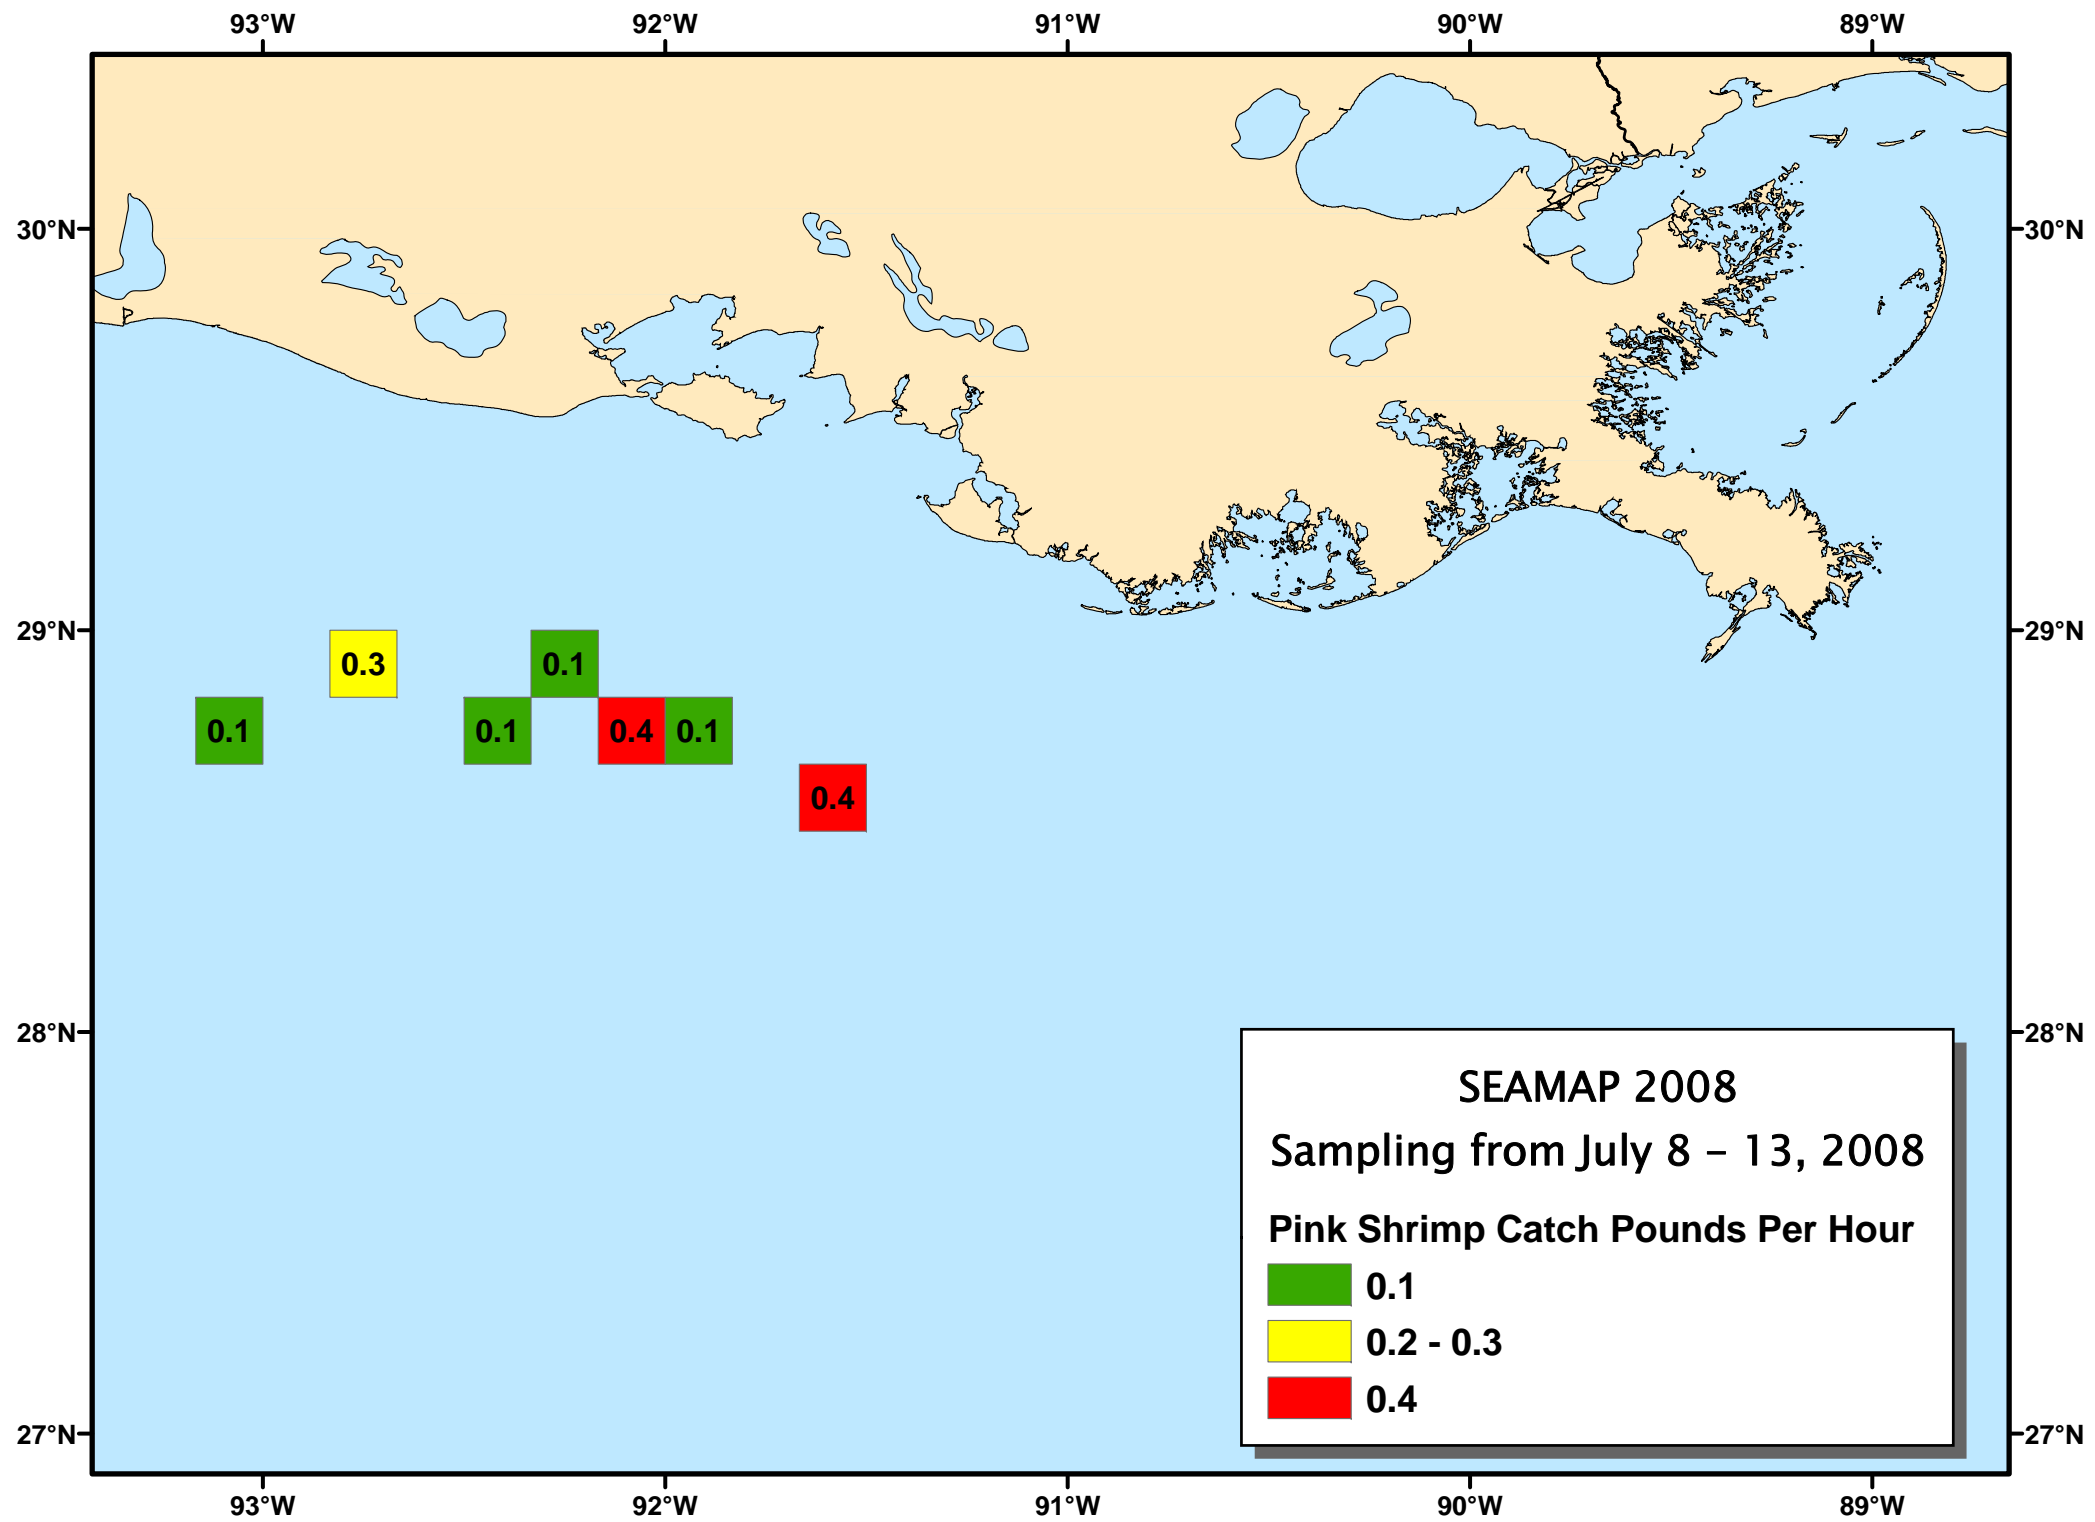 93°W 92°W 91°W 90°W 89°W
30°N 30°N
29°N 29°N
0.3 0.1
0.1 0.1 0.4 0.1
0.4
28°N 28°N
SEAMAP 2008
Sampling from July 8 – 13, 2008
Pink Shrimp Catch Pounds Per Hour
0.1
0.2 - 0.3
0.4
27°N 27°N
93°W 92°W 91°W 90°W 89°W